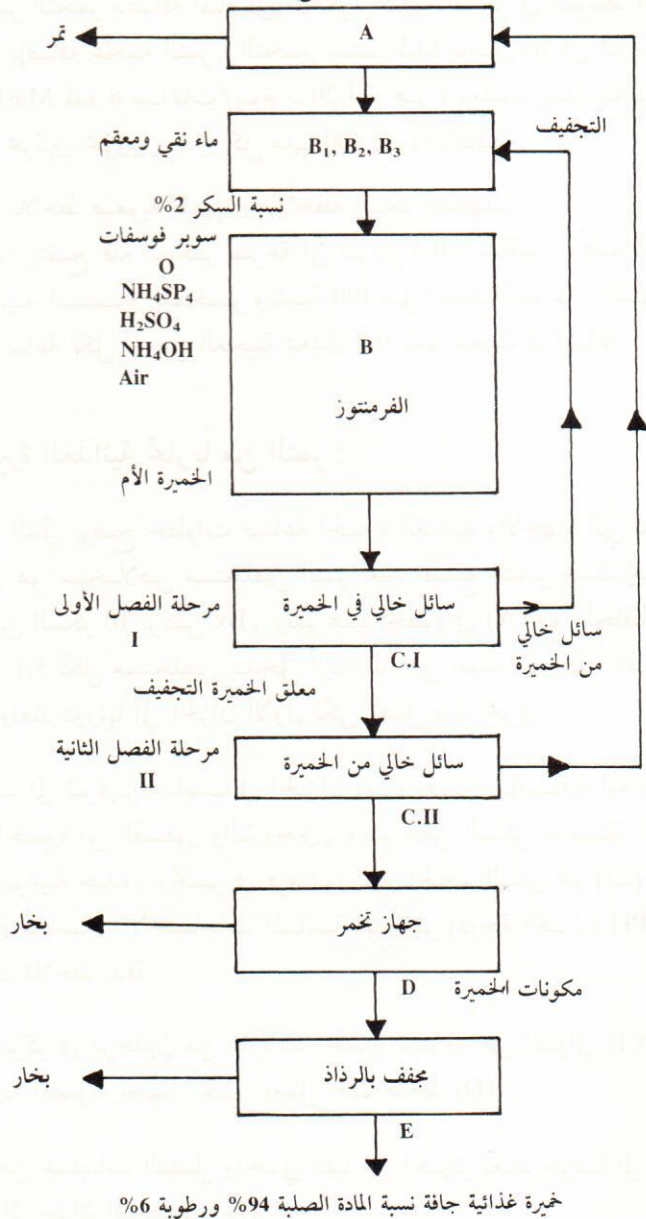 A
تمر
التجفيف
B₁, B₂, B₃
ماء نقي ومعقم
نسبة السكر 2%
سوبر فوسفات
O
NH₄SP₄
H₂SO₄
NH₄OH
Air
B
الفرمنتوز
الخميرة الأم
مرحلة الفصل الأولى
I
سائل خالي في الخميرة
سائل خالي
من الخميرة
C.I
معلق الخميرة التجفيف
مرحلة الفصل الثانية
II
سائل خالي من الخميرة
C.II
جهاز تخمر
بخار
D
مكونات الخميرة
مجفف بالرذاذ
بخار
E
خميرة غذائية جافة نسبة المادة الصلبة 94% ورطوبة 6%